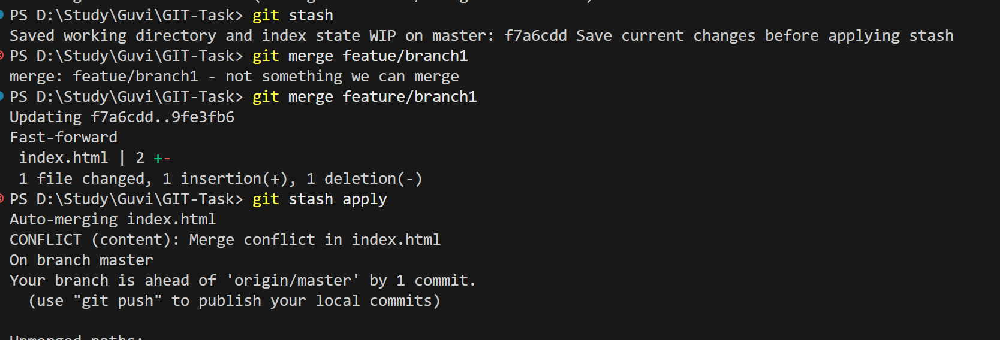 PS D:\Study\Guvi\GIT-Task> git stash
Saved working directory and index state WIP on master: f7a6cdd Save current changes before applying stash
PS D:\Study\Guvi\GIT-Task> git merge featue/branch1
merge: featue/branch1 - not something we can merge
PS D:\Study\Guvi\GIT-Task> git merge feature/branch1
Updating f7a6cdd..9fe3fb6
Fast-forward
 index.html | 2 +-
 1 file changed, 1 insertion(+), 1 deletion(-)
PS D:\Study\Guvi\GIT-Task> git stash apply
Auto-merging index.html
CONFLICT (content): Merge conflict in index.html
On branch master
Your branch is ahead of 'origin/master' by 1 commit.
  (use "git push" to publish your local commits)
Unmerged paths: